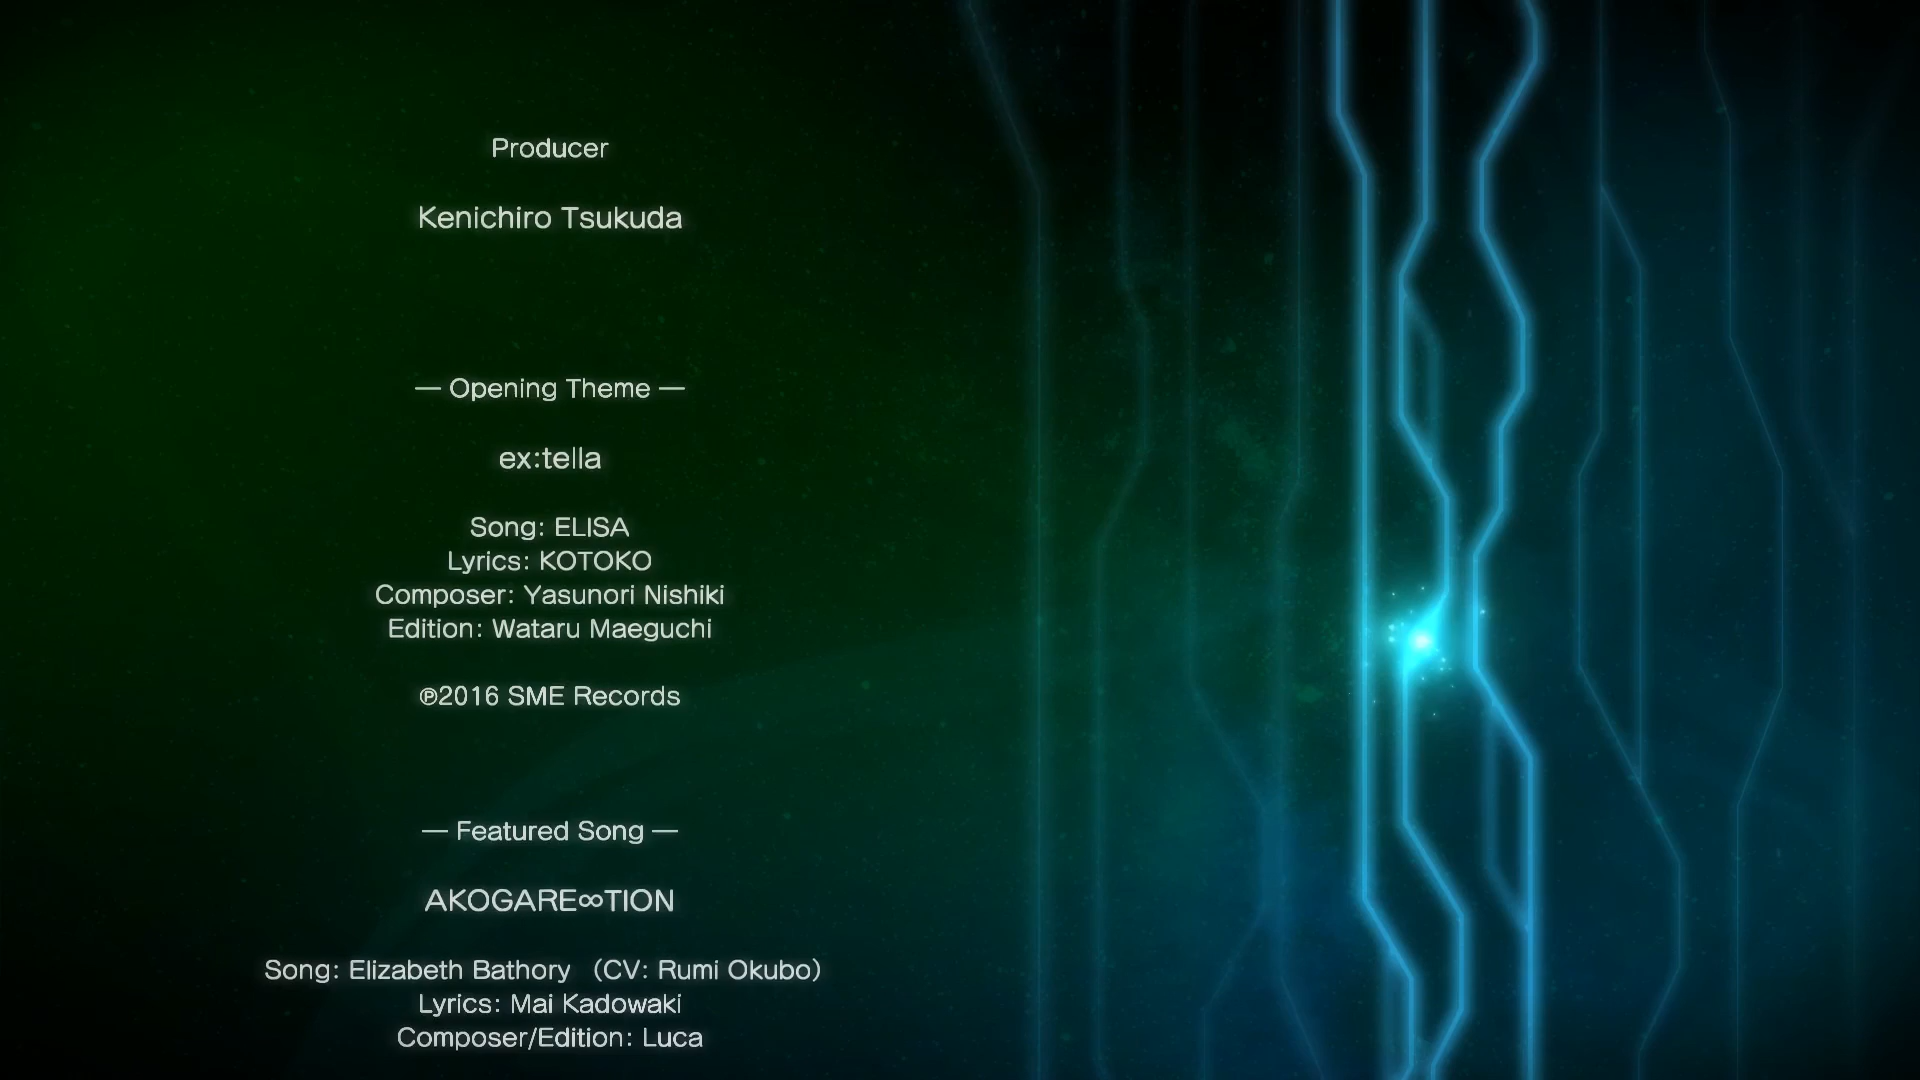 Producer
Kenichiro Tsukuda
— Opening Theme —
ex:tella
Song: ELISA
Lyrics: KOTOKO
Composer: Yasunori Nishiki
Edition: Wataru Maeguchi
℗2016 SME Records
— Featured Song —
AKOGARE∞TION
Song: Elizabeth Bathory （CV: Rumi Okubo）
Lyrics: Mai Kadowaki
Composer/Edition: Luca